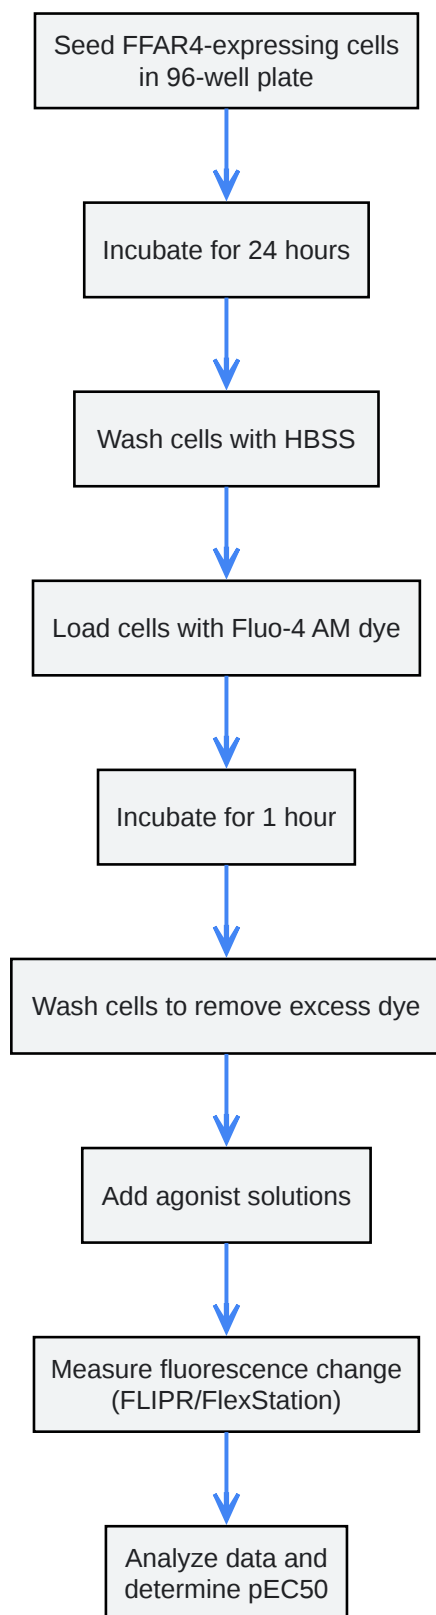 Seed FFAR4-expressing cells
in 96-well plate
Incubate for 24 hours
Wash cells with HBSS
Load cells with Fluo-4 AM dye
Incubate for 1 hour
Wash cells to remove excess dye
Add agonist solutions
Measure fluorescence change
(FLIPR/FlexStation)
Analyze data and
determine pEC50